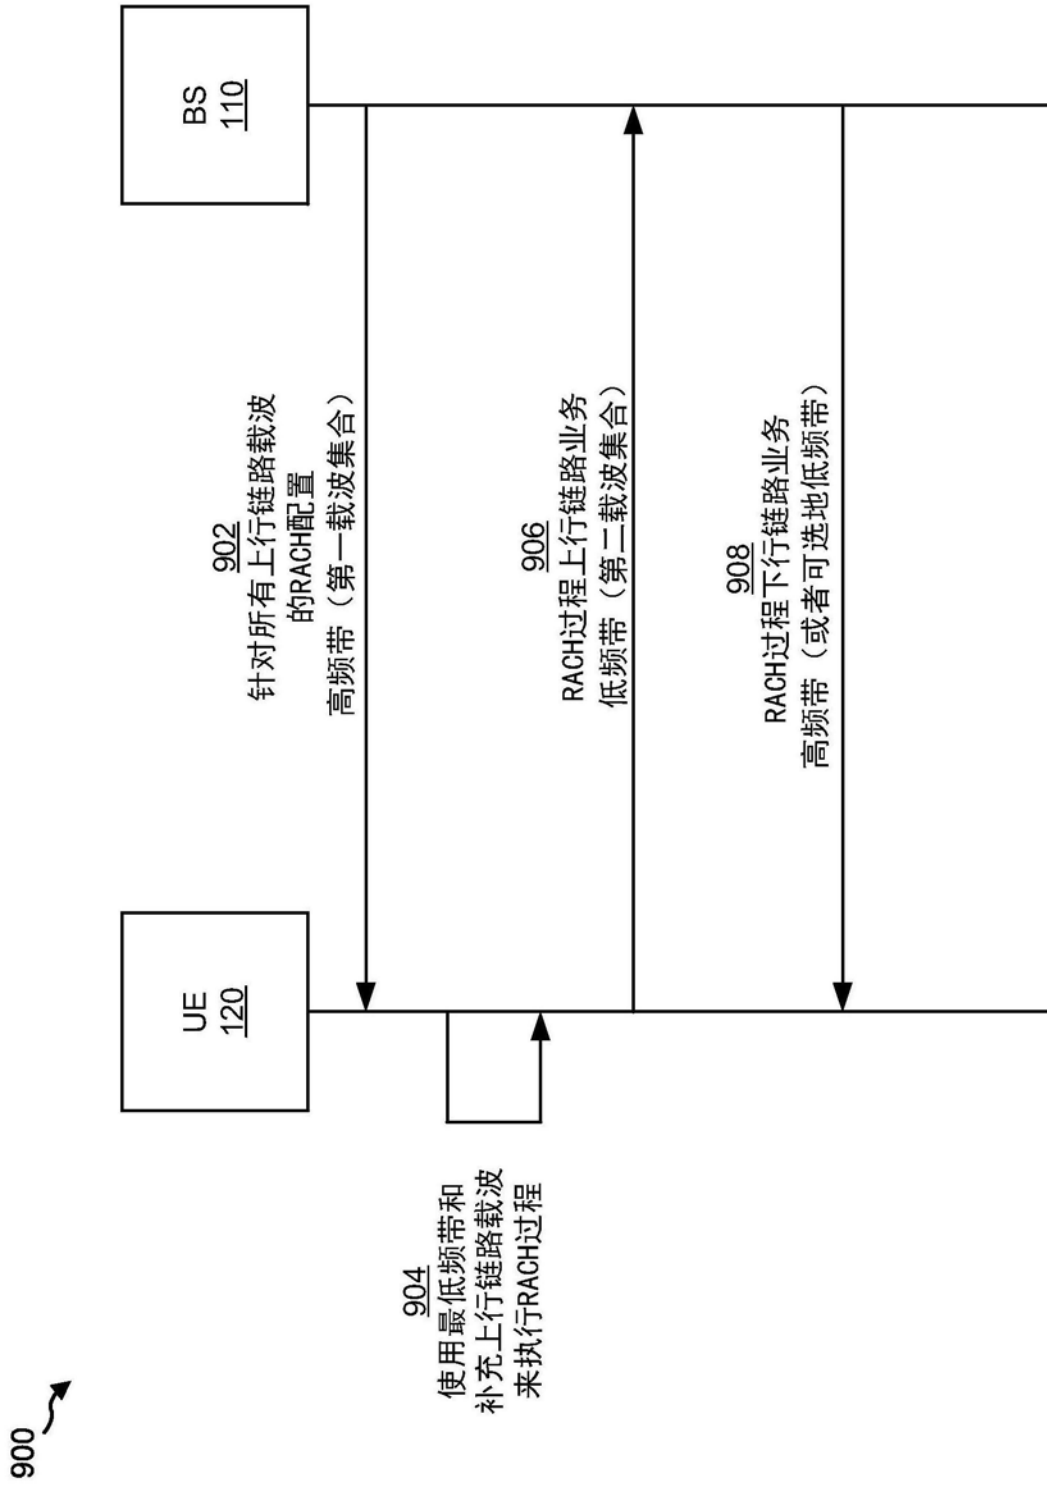 900
UE
120
BS
110
902
针对所有上行链路载波
的RACH配置
高频带（第一载波集合）
904
使用最低频带和
补充上行链路载波
来执行RACH过程
906
RACH过程上行链路业务
低频带（第二载波集合）
908
RACH过程下行链路业务
高频带（或者可选地低频带）